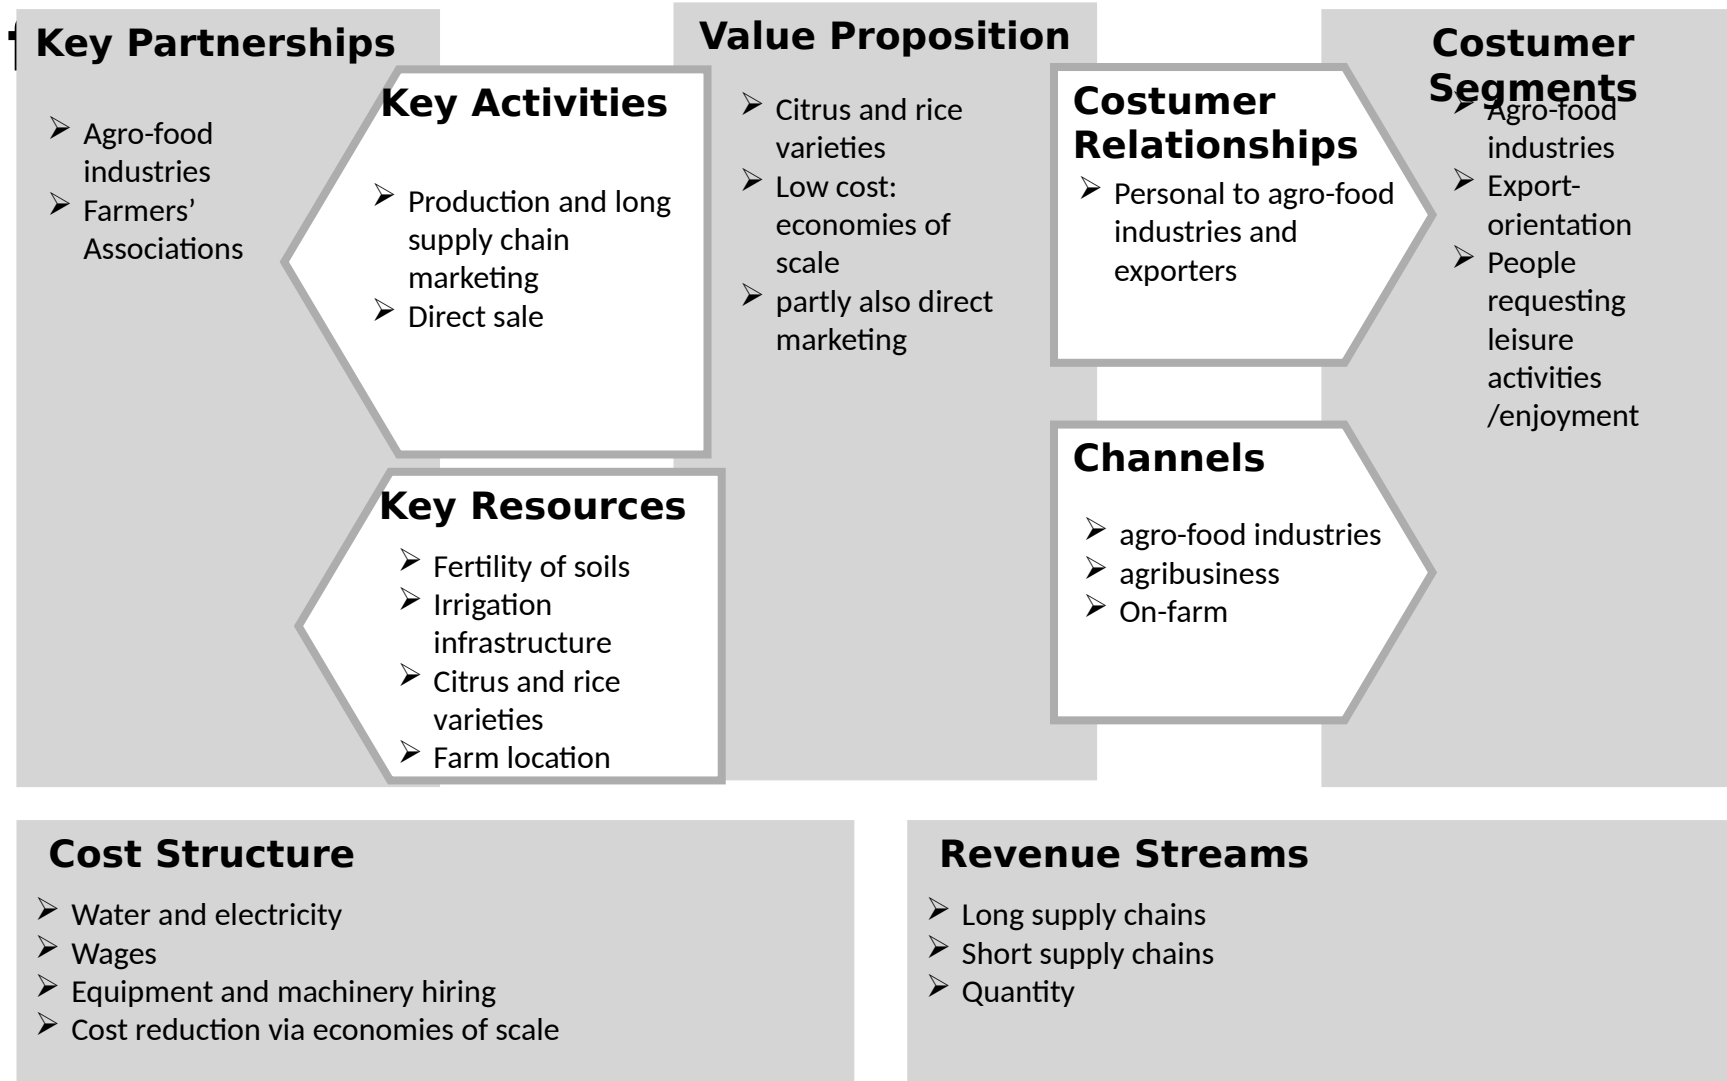 Key Partnerships
➢ Agro-food
industries
➢ Farmers’
Associations
Key Activities
➢ Production and long
supply chain
marketing
➢ Direct sale
Key Resources
➢ Fertility of soils
➢ Irrigation
infrastructure
➢ Citrus and rice
varieties
➢ Farm location
Value Proposition
➢ Citrus and rice
varieties
➢ Low cost:
economies of
scale
➢ partly also direct
marketing
Costumer
Relationships
➢ Personal to agro-food
industries and
exporters
Channels
➢ agro-food industries
➢ agribusiness
➢ On-farm
Costumer
Segments
➢ Agro-food
industries
➢ Export-
orientation
➢ People
requesting
leisure
activities
/enjoyment
Cost Structure
➢ Water and electricity
➢ Wages
➢ Equipment and machinery hiring
➢ Cost reduction via economies of scale
Revenue Streams
➢ Long supply chains
➢ Short supply chains
➢ Quantity